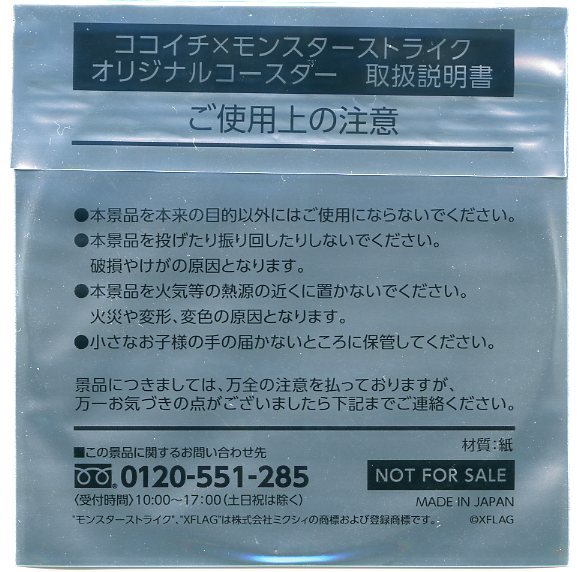 ココイチ×モンスターストライク
オリジナルコースター 取扱説明書
ご使用上の注意
●本景品を本来の目的以外にはご使用にならないでください。
●本景品を投げたり振り回したりしないでください。
破損やけがの原因となります。
●本景品を火気等の熱源の近くに置かないでください。
火災や変形、変色の原因となります。
●小さなお子様の手の届かないところに保管してください。
景品につきましては、万全の注意を払っておりますが、
万一お気づきの点がございましたら下記までご連絡ください。
材質:紙
■この景品に関するお問い合わせ先
0120-551-285
NOT FOR SALE
〈受付時間〉10:00～17:00(土日祝は除く)
MADE IN JAPAN
"モンスターストライク"、"XFLAG"は株式会社ミクシィの商標および登録商標です。 ©XFLAG